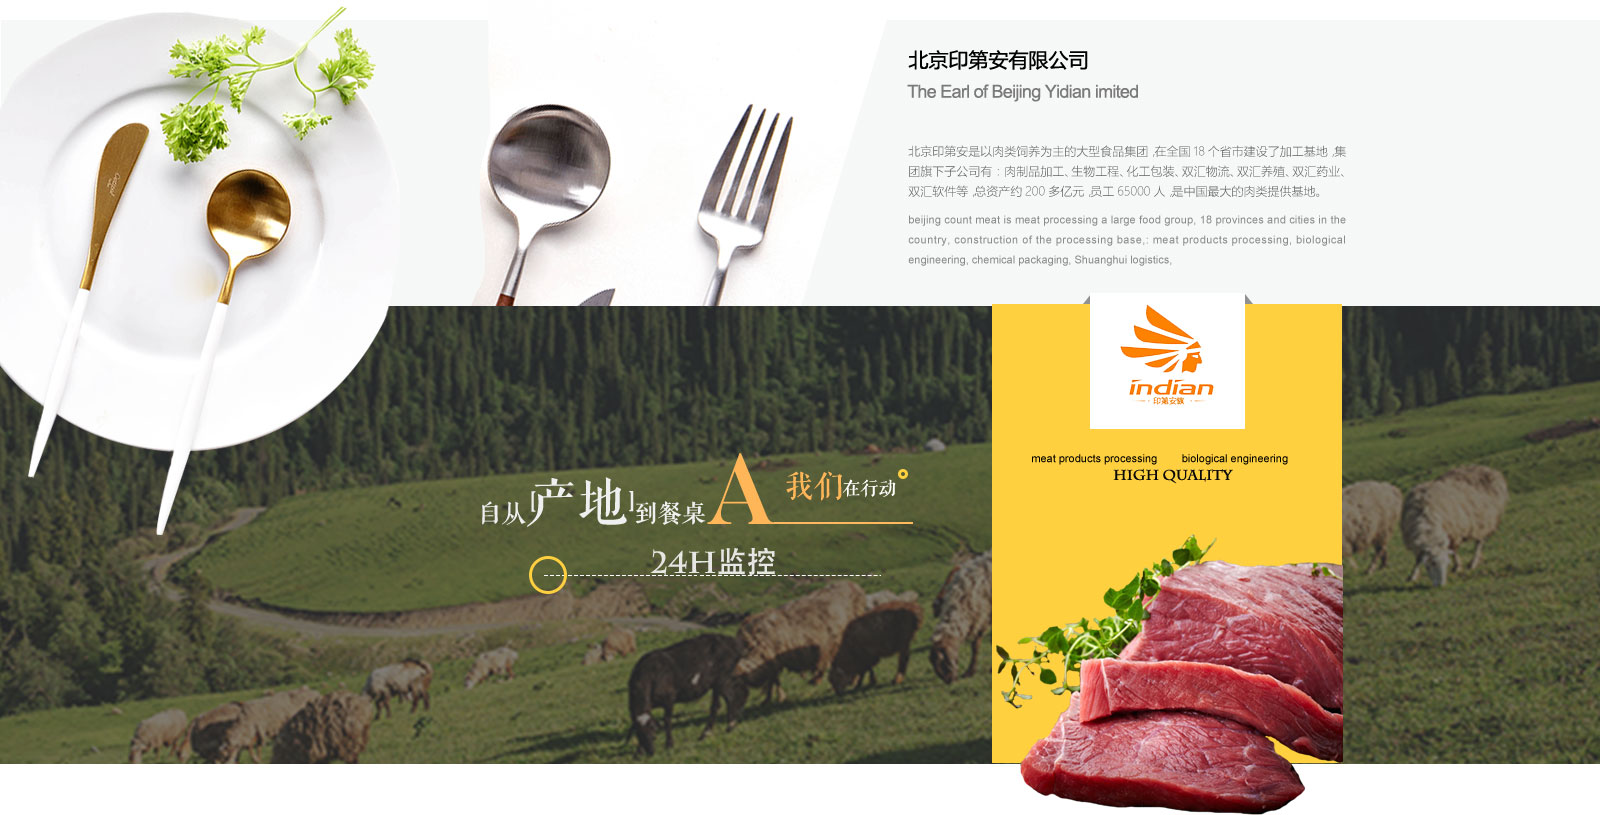 北京印第安有限公司
The Earl of Beijing Yidian imited
北京印第安是以肉类饲养为主的大型食品集团 ,在全国 18 个省市建设了加工基地 ,集
团旗下子公司有：肉制品加工、生物工程、化工包装、双汇物流、双汇养殖、双汇药业、
双汇软件等 ,总资产约 200 多亿元 ,员工 65000 人 ,是中国最大的肉类提供基地。
beijing count meat is meat processing a large food group, 18 provinces and cities in the
country, construction of the processing base,: meat products processing, biological
engineering, chemical packaging, Shuanghui logistics,
indian
印第安族
meat products processing biological engineering
HIGH QUALITY
自从[产地]到餐桌A我们在行动
24H监控